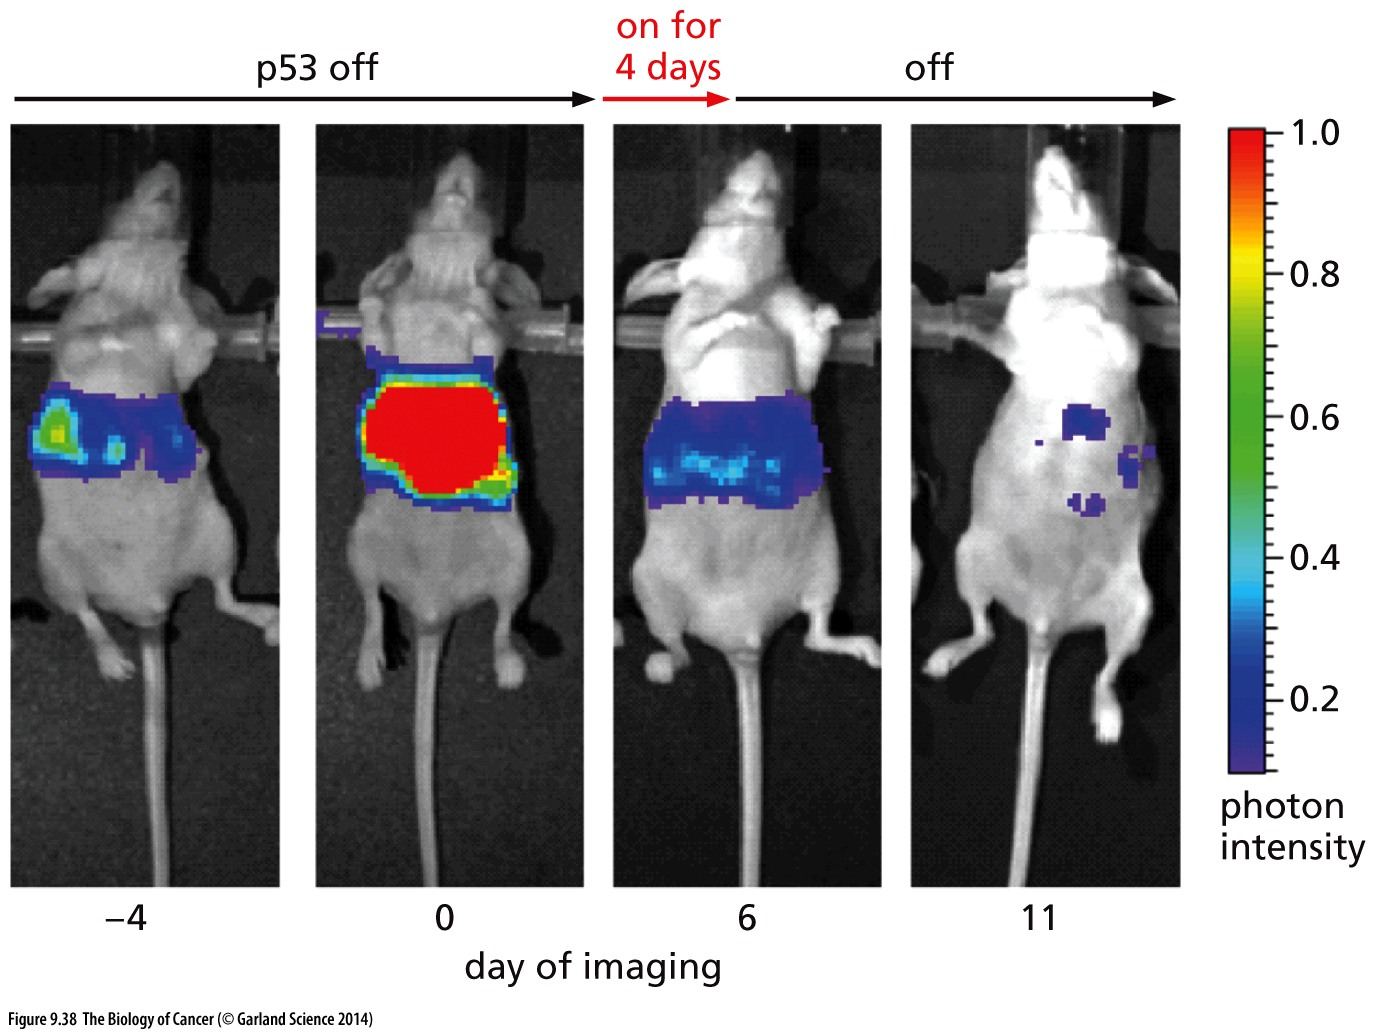 on for
4 days
p53 off
off
1.0
0.8
0.6
0.4
0.2
photon
intensity
–4
0
6
11
day of imaging
Figure 9.38 The Biology of Cancer (© Garland Science 2014)